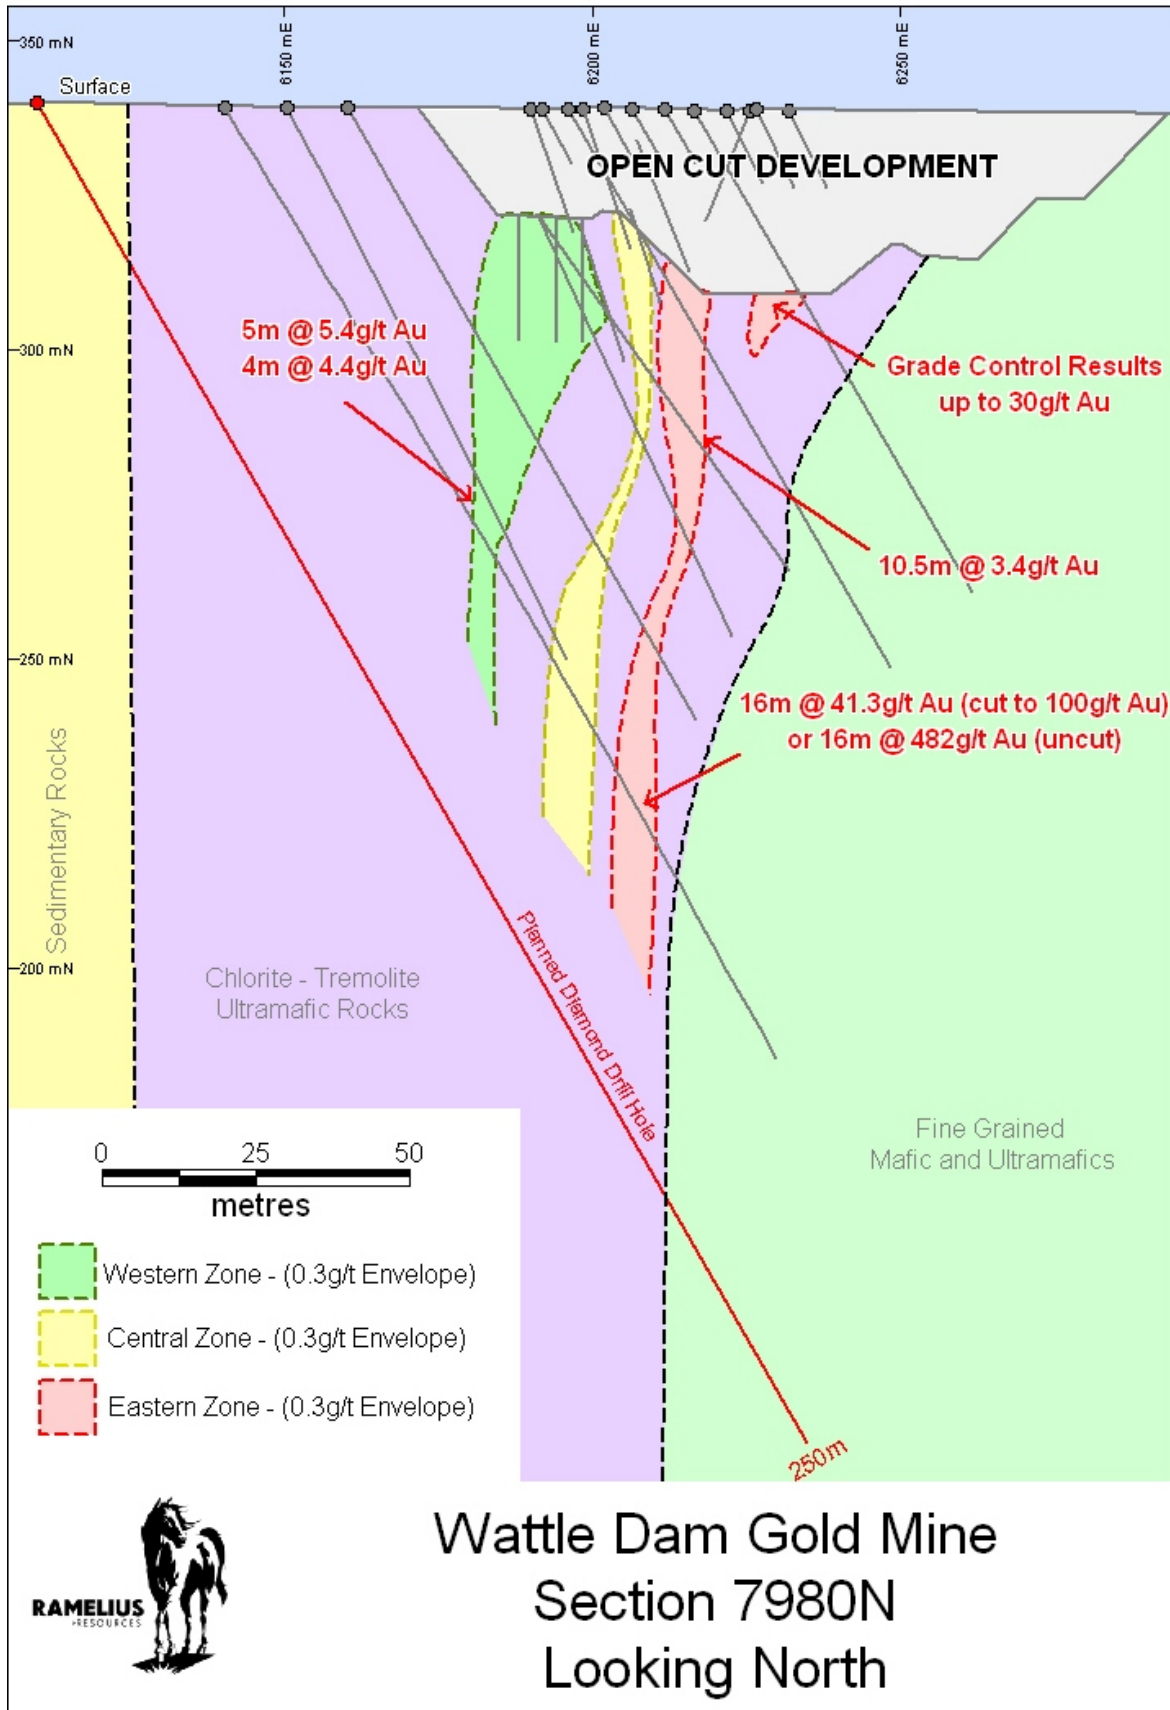 6150 mE
6200 mE
6250 mE
350 mN
Surface
OPEN CUT DEVELOPMENT
5m @ 5.4g/t Au
4m @ 4.4g/t Au
300 mN
Grade Control Results
up to 30g/t Au
10.5m @ 3.4g/t Au
250 mN
16m @ 41.3g/t Au (cut to 100g/t Au)
or 16m @ 482g/t Au (uncut)
Sedimentary Rocks
200 mN
Chlorite - Tremolite
Ultramafic Rocks
Planned Diamond Drill Hole
Fine Grained
Mafic and Ultramafics
0 25 50
metres
Western Zone - (0.3g/t Envelope)
Central Zone - (0.3g/t Envelope)
Eastern Zone - (0.3g/t Envelope)
250m
RAMELIUS
RESOURCES
Wattle Dam Gold Mine
Section 7980N
Looking North